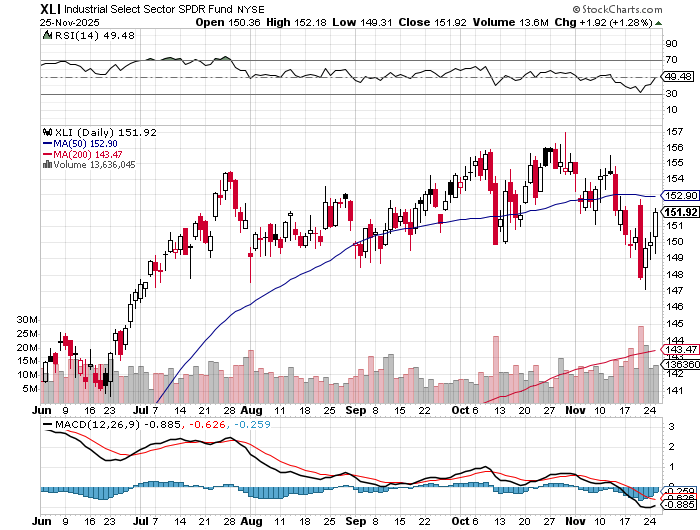 XLI Industrial Select Sector SPDR Fund NYSE © StockCharts.com
25-Nov-2025 Open 150.36 High 152.18 Low 149.31 Close 151.92 Volume 13.6M Chg +1.92 (+1.28%)
RSI(14) 49.48
90
70
49.48
30
10
XLI (Daily) 151.92
MA(50) 152.90
MA(200) 143.47
Volume 13,636,045
157
156
155
154
153
152.90
151.92
151
150
149
148
147
146
145
144
143.47
142
141
30M
25M
20M
15M
10M
5M
Jun 9 16 23 Jul 7 14 21 28 Aug 11 18 25 Sep 8 15 22 Oct 6 13 20 27 Nov 10 17 24
MACD(12,26,9) -0.885, -0.626, -0.259
3
2
1
0
-0.885
Jun 9 16 23 Jul 7 14 21 28 Aug 11 18 25 Sep 8 15 22 Oct 6 13 20 27 Nov 10 17 24